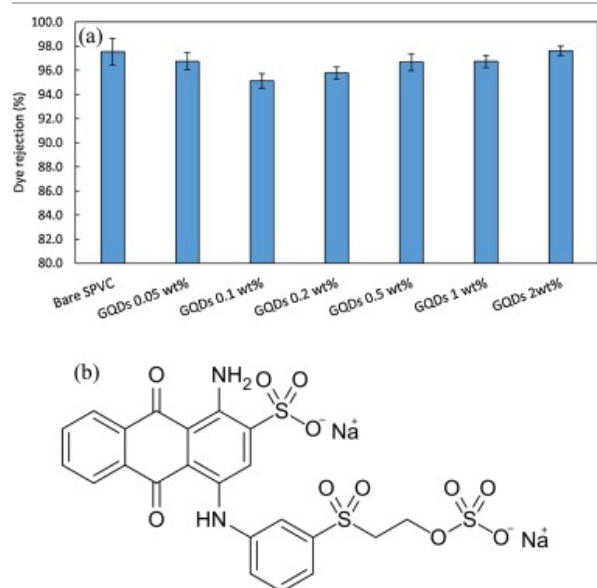 (a)
Dye rejection (%)
100.0
98.0
96.0
94.0
92.0
90.0
88.0
86.0
84.0
82.0
80.0
Bare SPVC
GQDs 0.05 wt%
GQDs 0.1 wt%
GQDs 0.2 wt%
GQDs 0.5 wt%
GQDs 1 wt%
GQDs 2wt%
(b)
O NH₂ O O
S
O⁻ Na⁺
O HN
O O
S
O
O O
S
O⁻ Na⁺